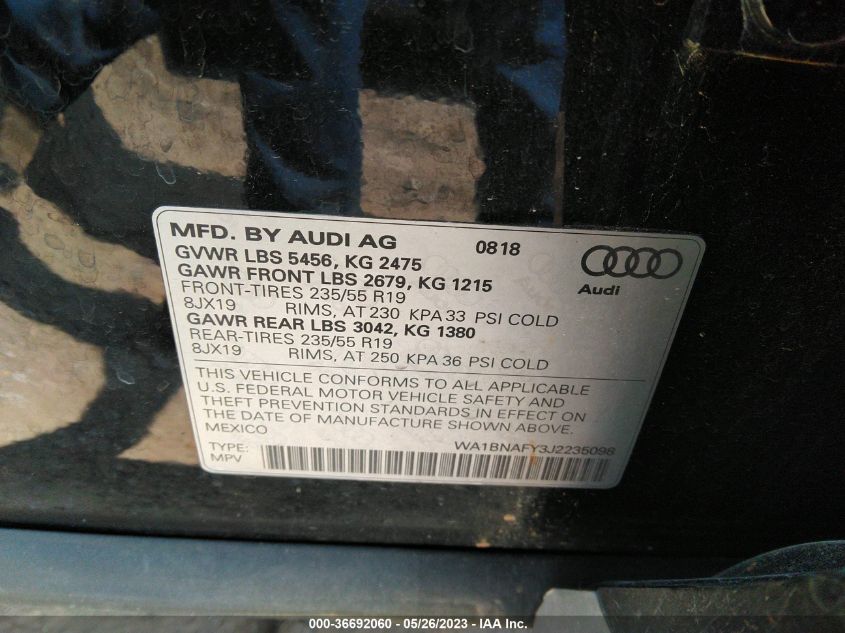 MFD. BY AUDI AG 0818
GVWR LBS 5456, KG 2475
GAWR FRONT LBS 2679, KG 1215
FRONT-TIRES 235/55 R19
8JX19 RIMS, AT 230 KPA 33 PSI COLD
GAWR REAR LBS 3042, KG 1380
REAR-TIRES 235/55 R19
8JX19 RIMS, AT 250 KPA 36 PSI COLD
Audi
THIS VEHICLE CONFORMS TO ALL APPLICABLE
U.S. FEDERAL MOTOR VEHICLE SAFETY AND
THEFT PREVENTION STANDARDS IN EFFECT ON
THE DATE OF MANUFACTURE SHOWN ABOVE.
MEXICO
WA1BNAFY3J2235098
TYPE:
MPV
000-36692060 - 05/26/2023 - IAA Inc.